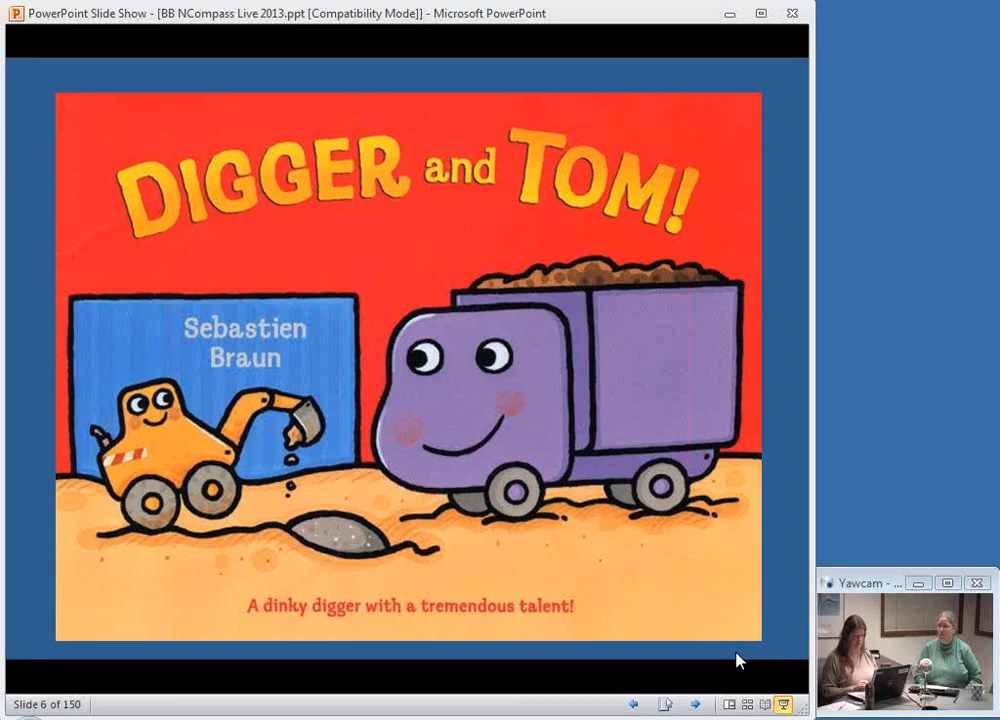 PowerPoint Slide Show - [BB NCompass Live 2013.ppt [Compatibility Mode]] - Microsoft PowerPoint
DIGGER and TOM!
Sebastien
Braun
A dinky digger with a tremendous talent!
Yawcam - ...
Slide 6 of 150